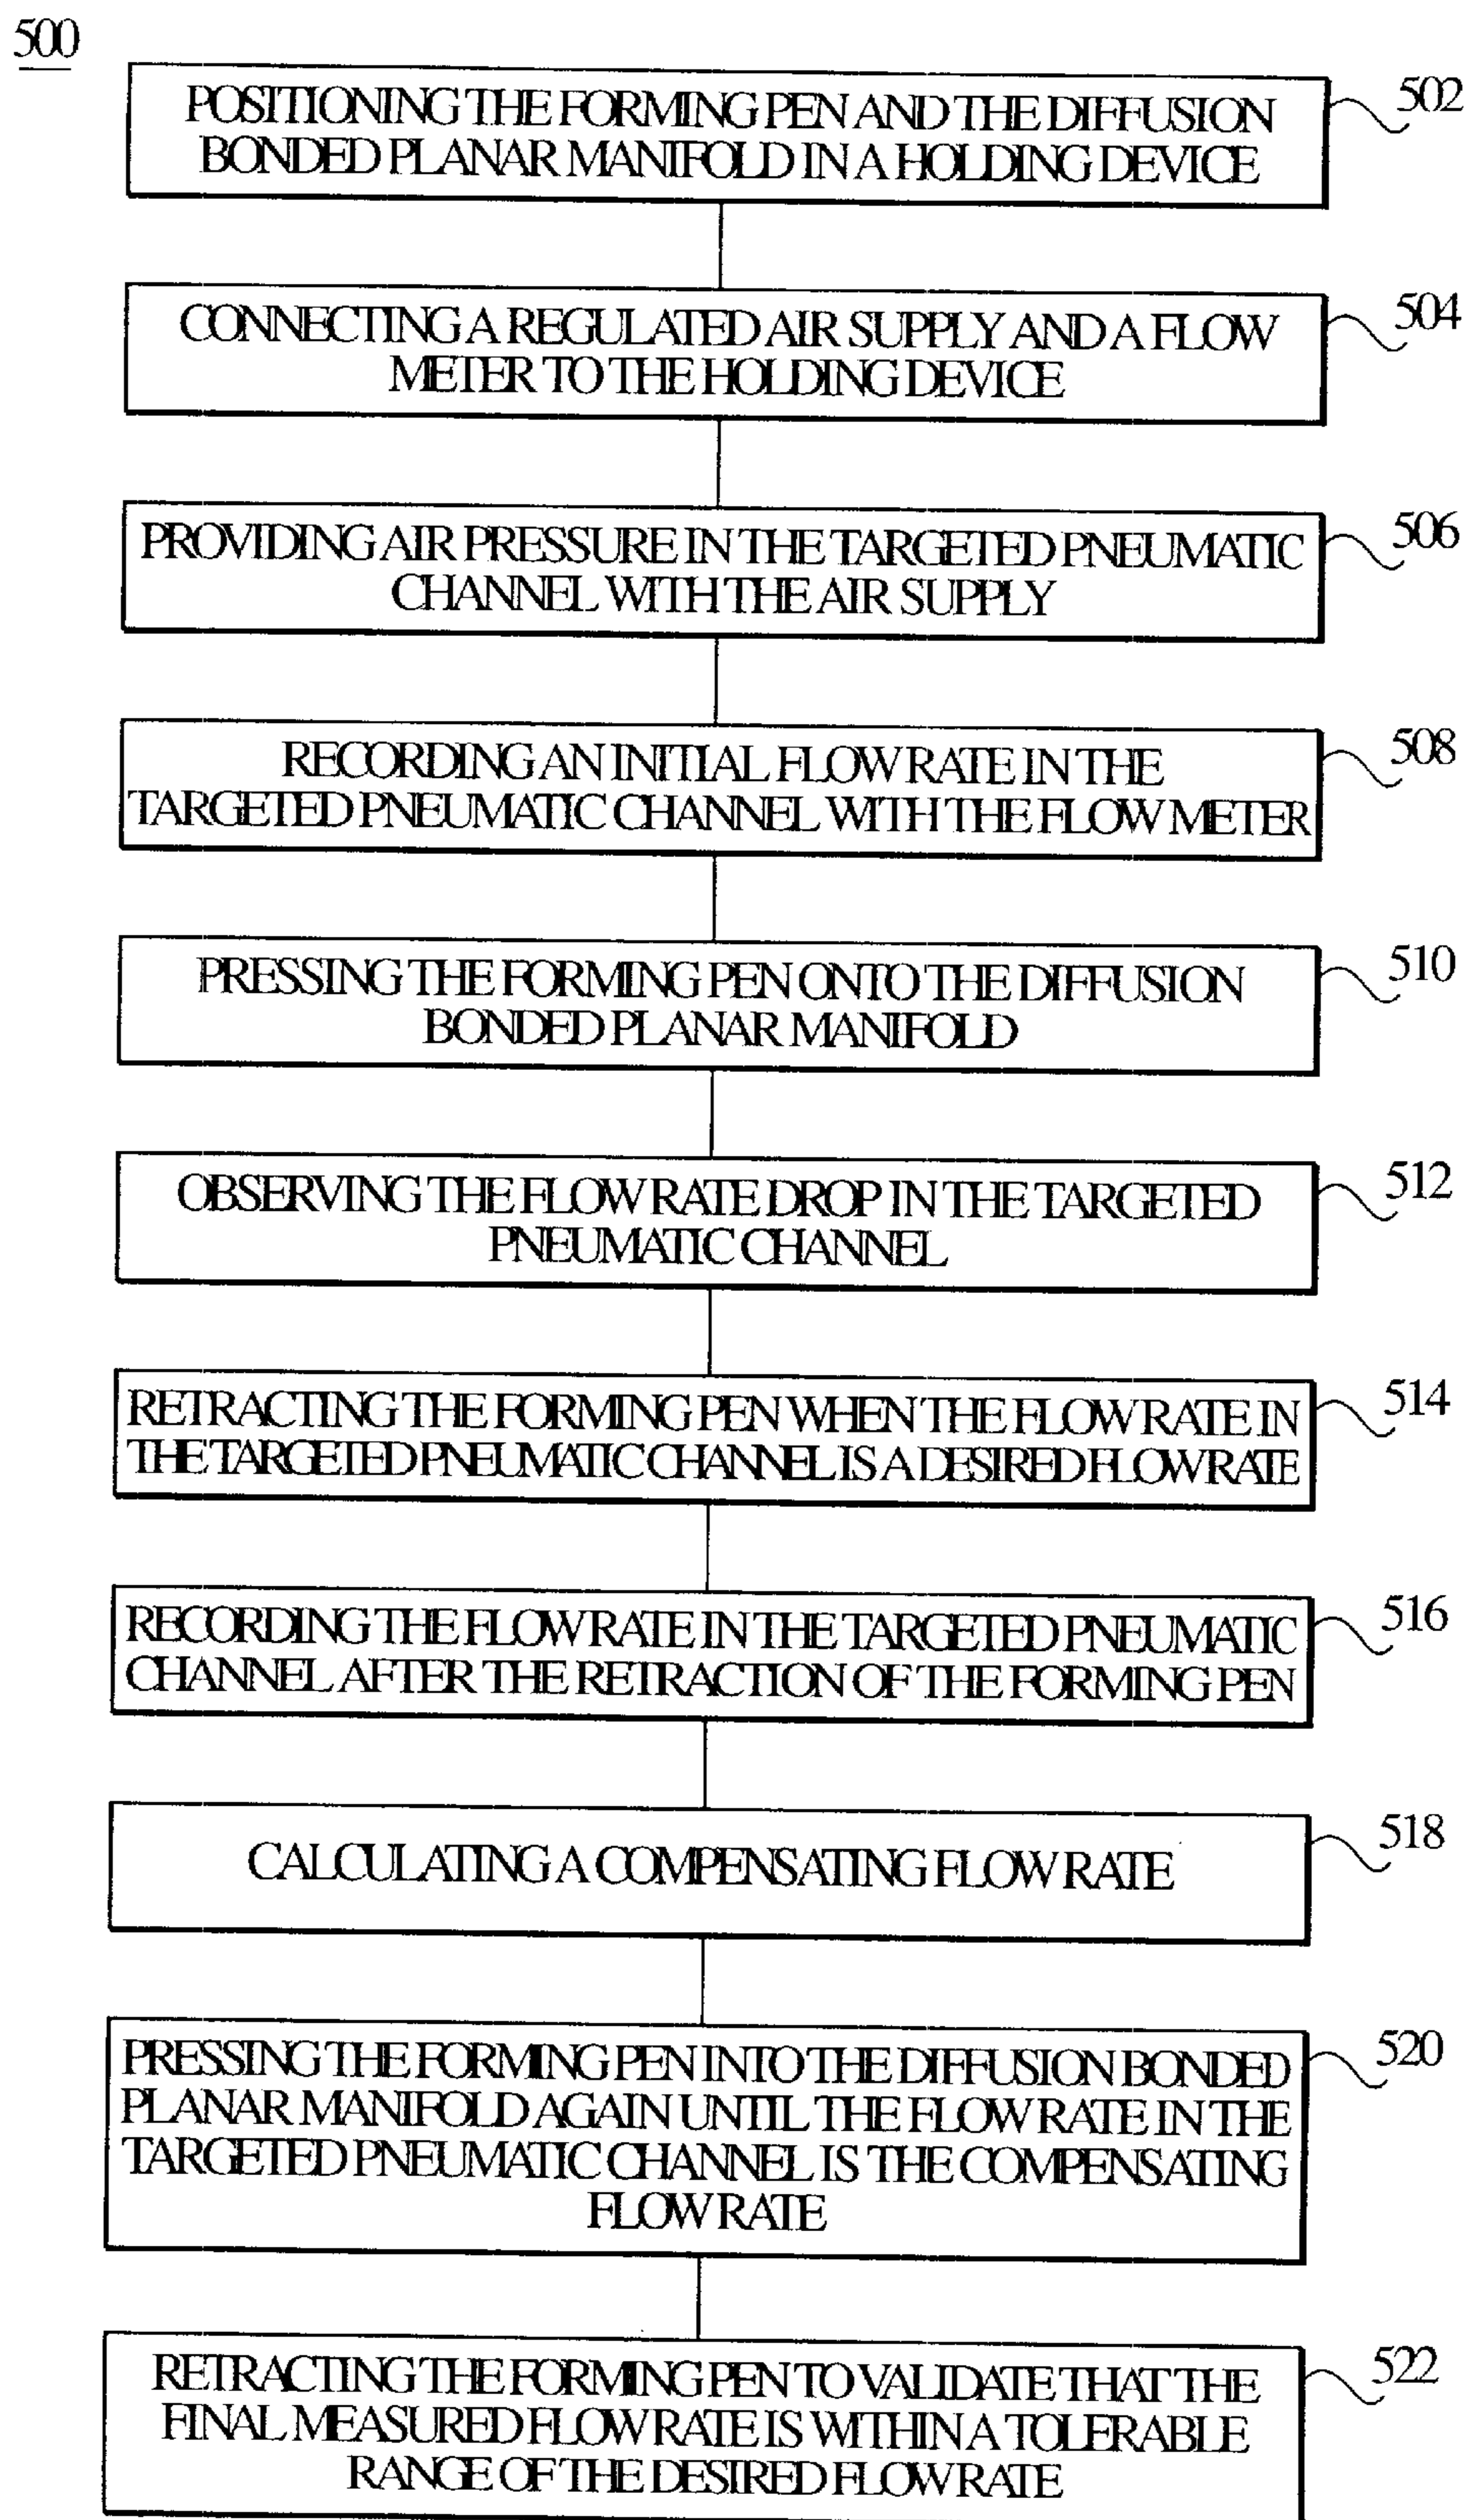 500
POSITIONING THE FORMING PEN AND THE DIFFUSION
BONDED PLANAR MANIFOLD IN A HOLDING DEVICE
502
CONNECTING A REGULATED AIR SUPPLY AND A FLOW
METER TO THE HOLDING DEVICE
504
PROVIDING AIR PRESSURE IN THE TARGETED PNEUMATIC
CHANNEL WITH THE AIR SUPPLY
506
RECORDING AN INITIAL FLOW RATE IN THE
TARGETED PNEUMATIC CHANNEL WITH THE FLOW METER
508
PRESSING THE FORMING PEN ONTO THE DIFFUSION
BONDED PLANAR MANIFOLD
510
OBSERVING THE FLOW RATE DROP IN THE TARGETED
PNEUMATIC CHANNEL
512
RETRACTING THE FORMING PEN WHEN THE FLOW RATE IN
THE TARGETED PNEUMATIC CHANNEL IS A DESIRED FLOW RATE
514
RECORDING THE FLOW RATE IN THE TARGETED PNEUMATIC
CHANNEL AFTER THE RETRACTION OF THE FORMING PEN
516
CALCULATING A COMPENSATING FLOW RATE
518
PRESSING THE FORMING PEN INTO THE DIFFUSION BONDED
PLANAR MANIFOLD AGAIN UNTIL THE FLOW RATE IN THE
TARGETED PNEUMATIC CHANNEL IS THE COMPENSATING
FLOW RATE
520
RETRACTING THE FORMING PEN TO VALIDATE THAT THE
FINAL MEASURED FLOW RATE IS WITHIN A TOLERABLE
RANGE OF THE DESIRED FLOW RATE
522